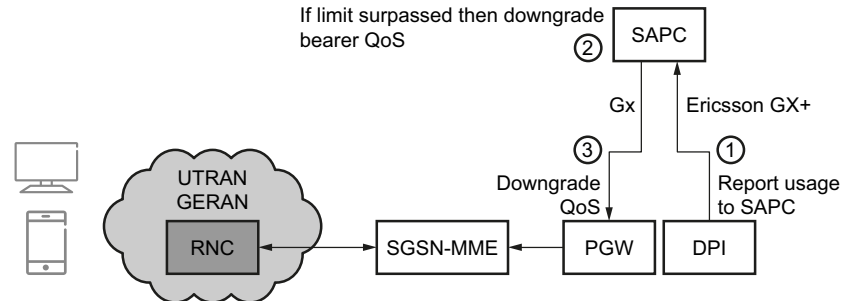 If limit surpassed then downgrade
bearer QoS
2
SAPC
Gx
Ericsson GX+
3
1
Downgrade
QoS
Report usage
to SAPC
UTRAN
GERAN
RNC
SGSN-MME
PGW
DPI